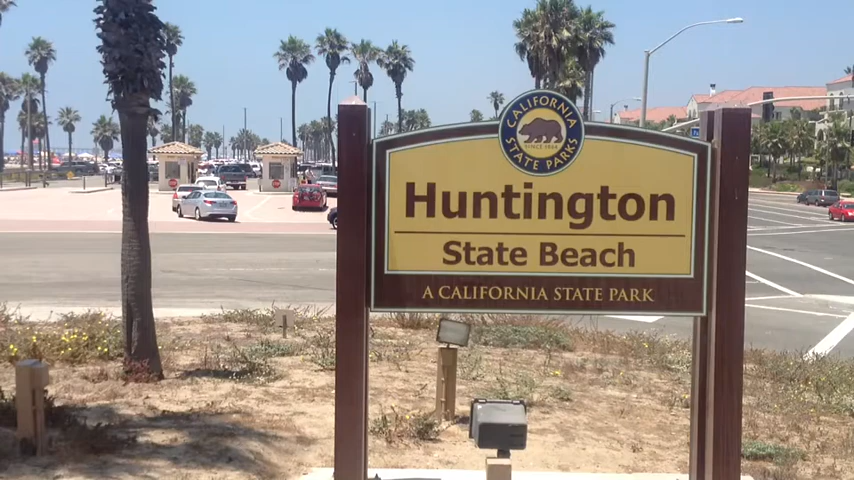 CALIFORNIA
SINCE 1864
STATE PARKS
Huntington
State Beach
A CALIFORNIA STATE PARK